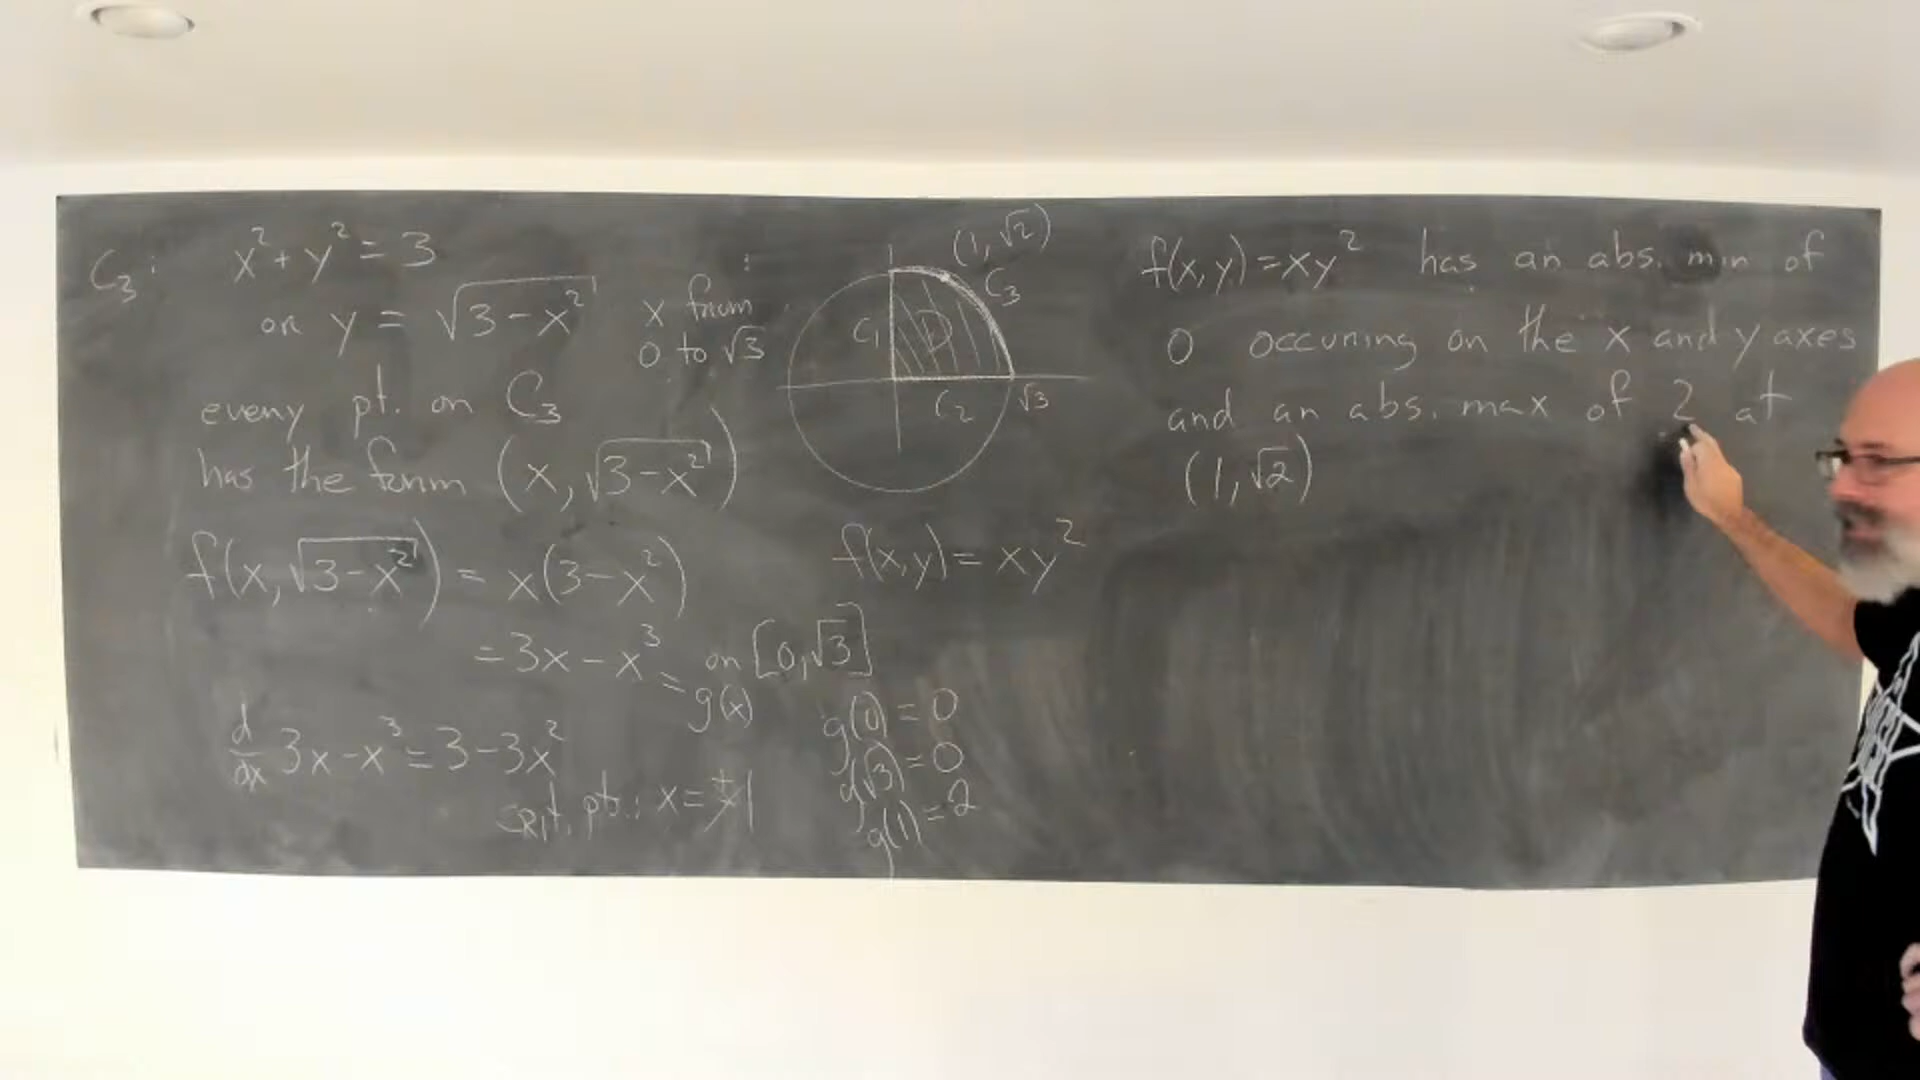 C₃: x² + y² = 3
or y = √(3 - x²)
x from
0 to √3
every pt. on C₃
has the form (x, √(3 - x²))
f(x, √(3 - x²)) = x(3 - x²)
= 3x - x³ = g(x) on [0, √3]
d/dx 3x - x³ = 3 - 3x²
crit. pts.: x = ±1
(1, √2)
C₃
C₁
D
C₂
√3
f(x,y) = xy²
g(0) = 0
g(√3) = 0
g(1) = 2
f(x,y) = xy² has an abs. min of
0 occuring on the x and y axes
and an abs. max of 2 at
(1, √2)